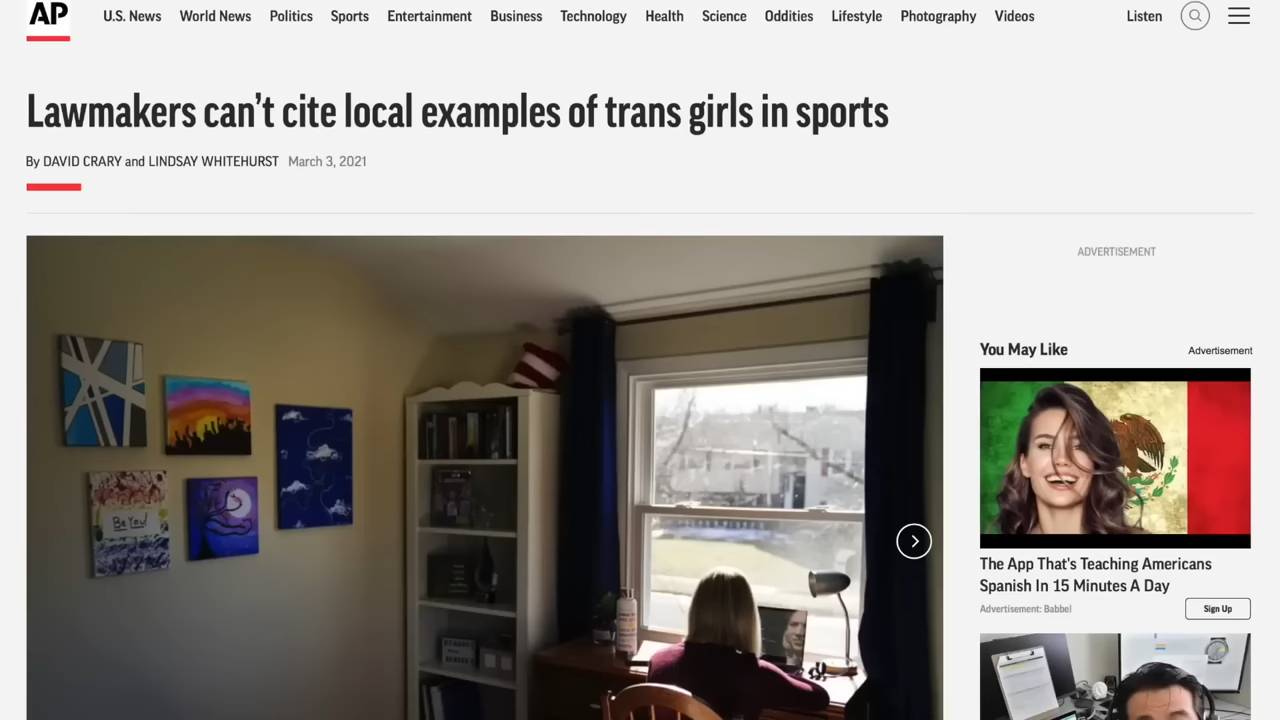 AP
U.S. News World News Politics Sports Entertainment Business Technology Health Science Oddities Lifestyle Photography Videos Listen
Lawmakers can't cite local examples of trans girls in sports
By DAVID CRARY and LINDSAY WHITEHURST March 3, 2021
ADVERTISEMENT
You May Like Advertisement
Be You!
The App That's Teaching Americans
Spanish In 15 Minutes A Day
Advertisement: Babbel Sign Up